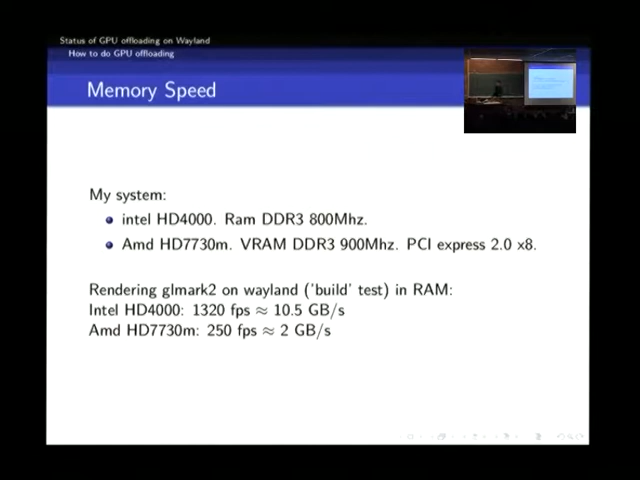 Status of GPU offloading on Wayland
How to do GPU offloading
Memory Speed
My system:
intel HD4000. Ram DDR3 800Mhz.
Amd HD7730m. VRAM DDR3 900Mhz. PCI express 2.0 x8.
Rendering glmark2 on wayland ('build' test) in RAM:
Intel HD4000: 1320 fps ≈ 10.5 GB/s
Amd HD7730m: 250 fps ≈ 2 GB/s